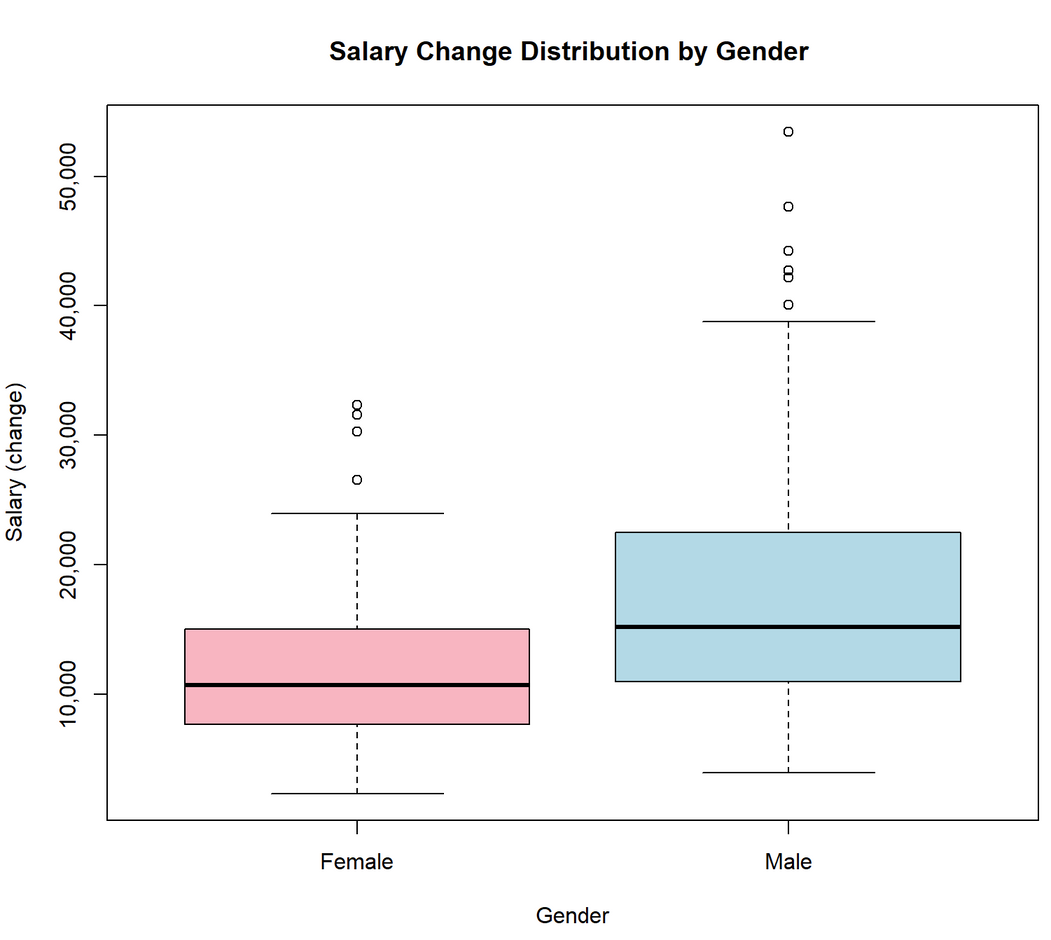 Salary Change Distribution by Gender
Salary (change)
50,000
40,000
30,000
20,000
10,000
Female
Male
Gender